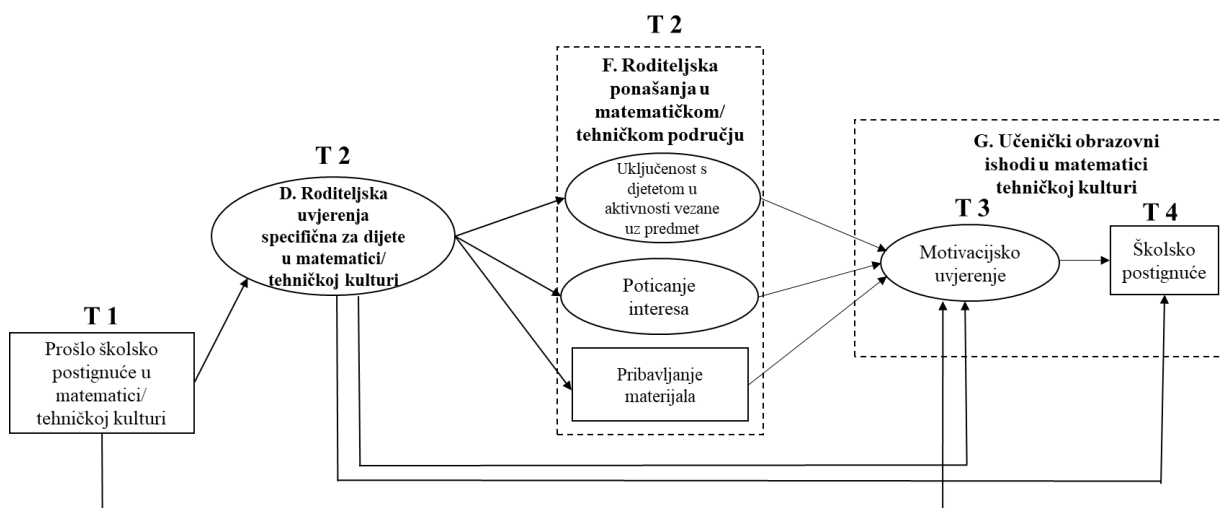 T 1
Prošlo školsko
postignuće u
matematici/
tehničkoj kulturi
T 2
D. Roditeljska
uvjerenja
specifična za dijete
u matematici/
tehničkoj kulturi
T 2
F. Roditeljska
ponašanja u
matematičkom/
tehničkom području
Uključenost s
djetetom u
aktivnosti vezane
uz predmet
Poticanje
interesa
Pribavljanje
materijala
G. Učenički obrazovni
ishodi u matematici
tehničkoj kulturi
T 3
Motivacijsko
uvjerenje
T 4
Školsko
postignuće